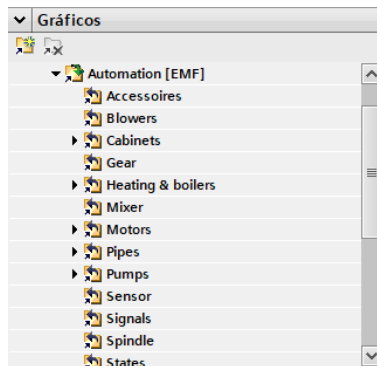 Gráficos
Automation [EMF]
Accessoires
Blowers
Cabinets
Gear
Heating & boilers
Mixer
Motors
Pipes
Pumps
Sensor
Signals
Spindle
States